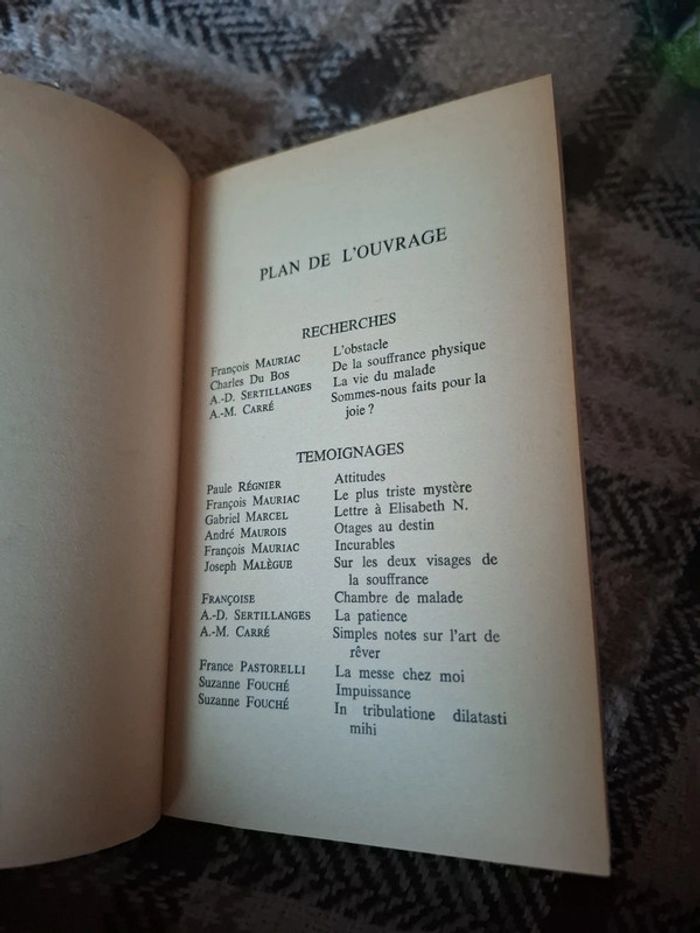 PLAN DE L'OUVRAGE
RECHERCHES
François MAURIAC L'obstacle
Charles DU BOS De la souffrance physique
A.-D. SERTILLANGES La vie du malade
A.-M. CARRÉ Sommes-nous faits pour la
joie ?
TEMOIGNAGES
Paule RÉGNIER Attitudes
François MAURIAC Le plus triste mystère
Gabriel MARCEL Lettre à Elisabeth N.
André MAUROIS Otages au destin
François MAURIAC Incurables
Joseph MALÈGUE Sur les deux visages de
la souffrance
FRANÇOISE Chambre de malade
A.-D. SERTILLANGES La patience
A.-M. CARRÉ Simples notes sur l'art de
rêver
France PASTORELLI La messe chez moi
Suzanne FOUCHÉ Impuissance
Suzanne FOUCHÉ In tribulatione dilatasti
mihi